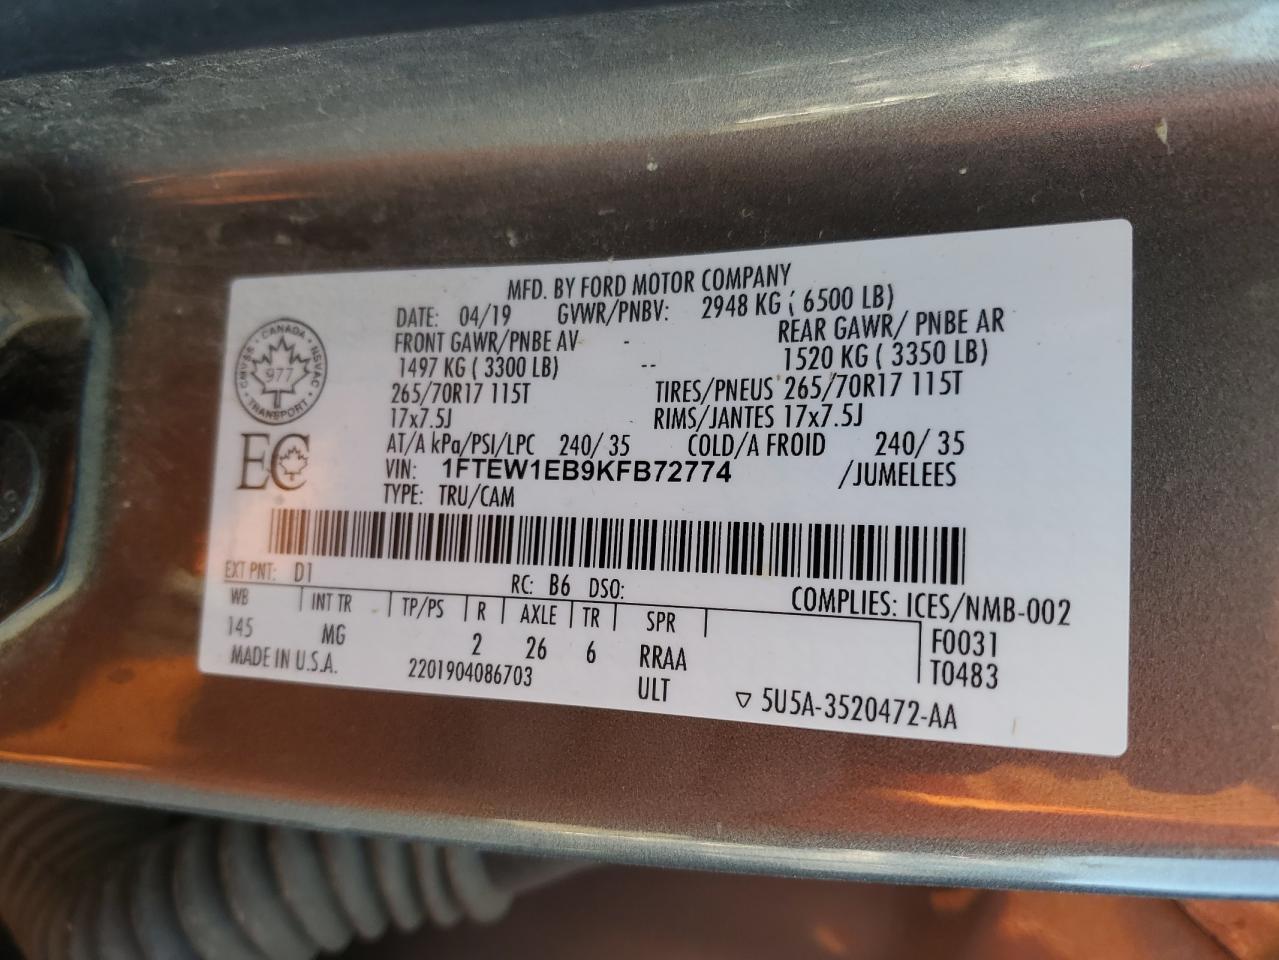 MFD. BY FORD MOTOR COMPANY
DATE: 04/19 GVWR/PNBV: 2948 KG ( 6500 LB)
FRONT GAWR/PNBE AV - REAR GAWR/ PNBE AR
1497 KG ( 3300 LB) -- 1520 KG ( 3350 LB)
265/70R17 115T TIRES/PNEUS 265/70R17 115T
17x7.5J RIMS/JANTES 17x7.5J
AT/A kPa/PSI/LPC 240/ 35 COLD/A FROID 240/ 35
VIN: 1FTEW1EB9KFB72774 /JUMELEES
TYPE: TRU/CAM
CMVSS • CANADA • NSVAC • TRANSPORT •
977
EC
EXT PNT: D1 RC: B6 DSO:
COMPLIES: ICES/NMB-002
WB INT TR TP/PS R AXLE TR SPR
145 MG 2 26 6 RRAA
F0031
MADE IN U.S.A. 2201904086703 ULT
T0483
5U5A-3520472-AA